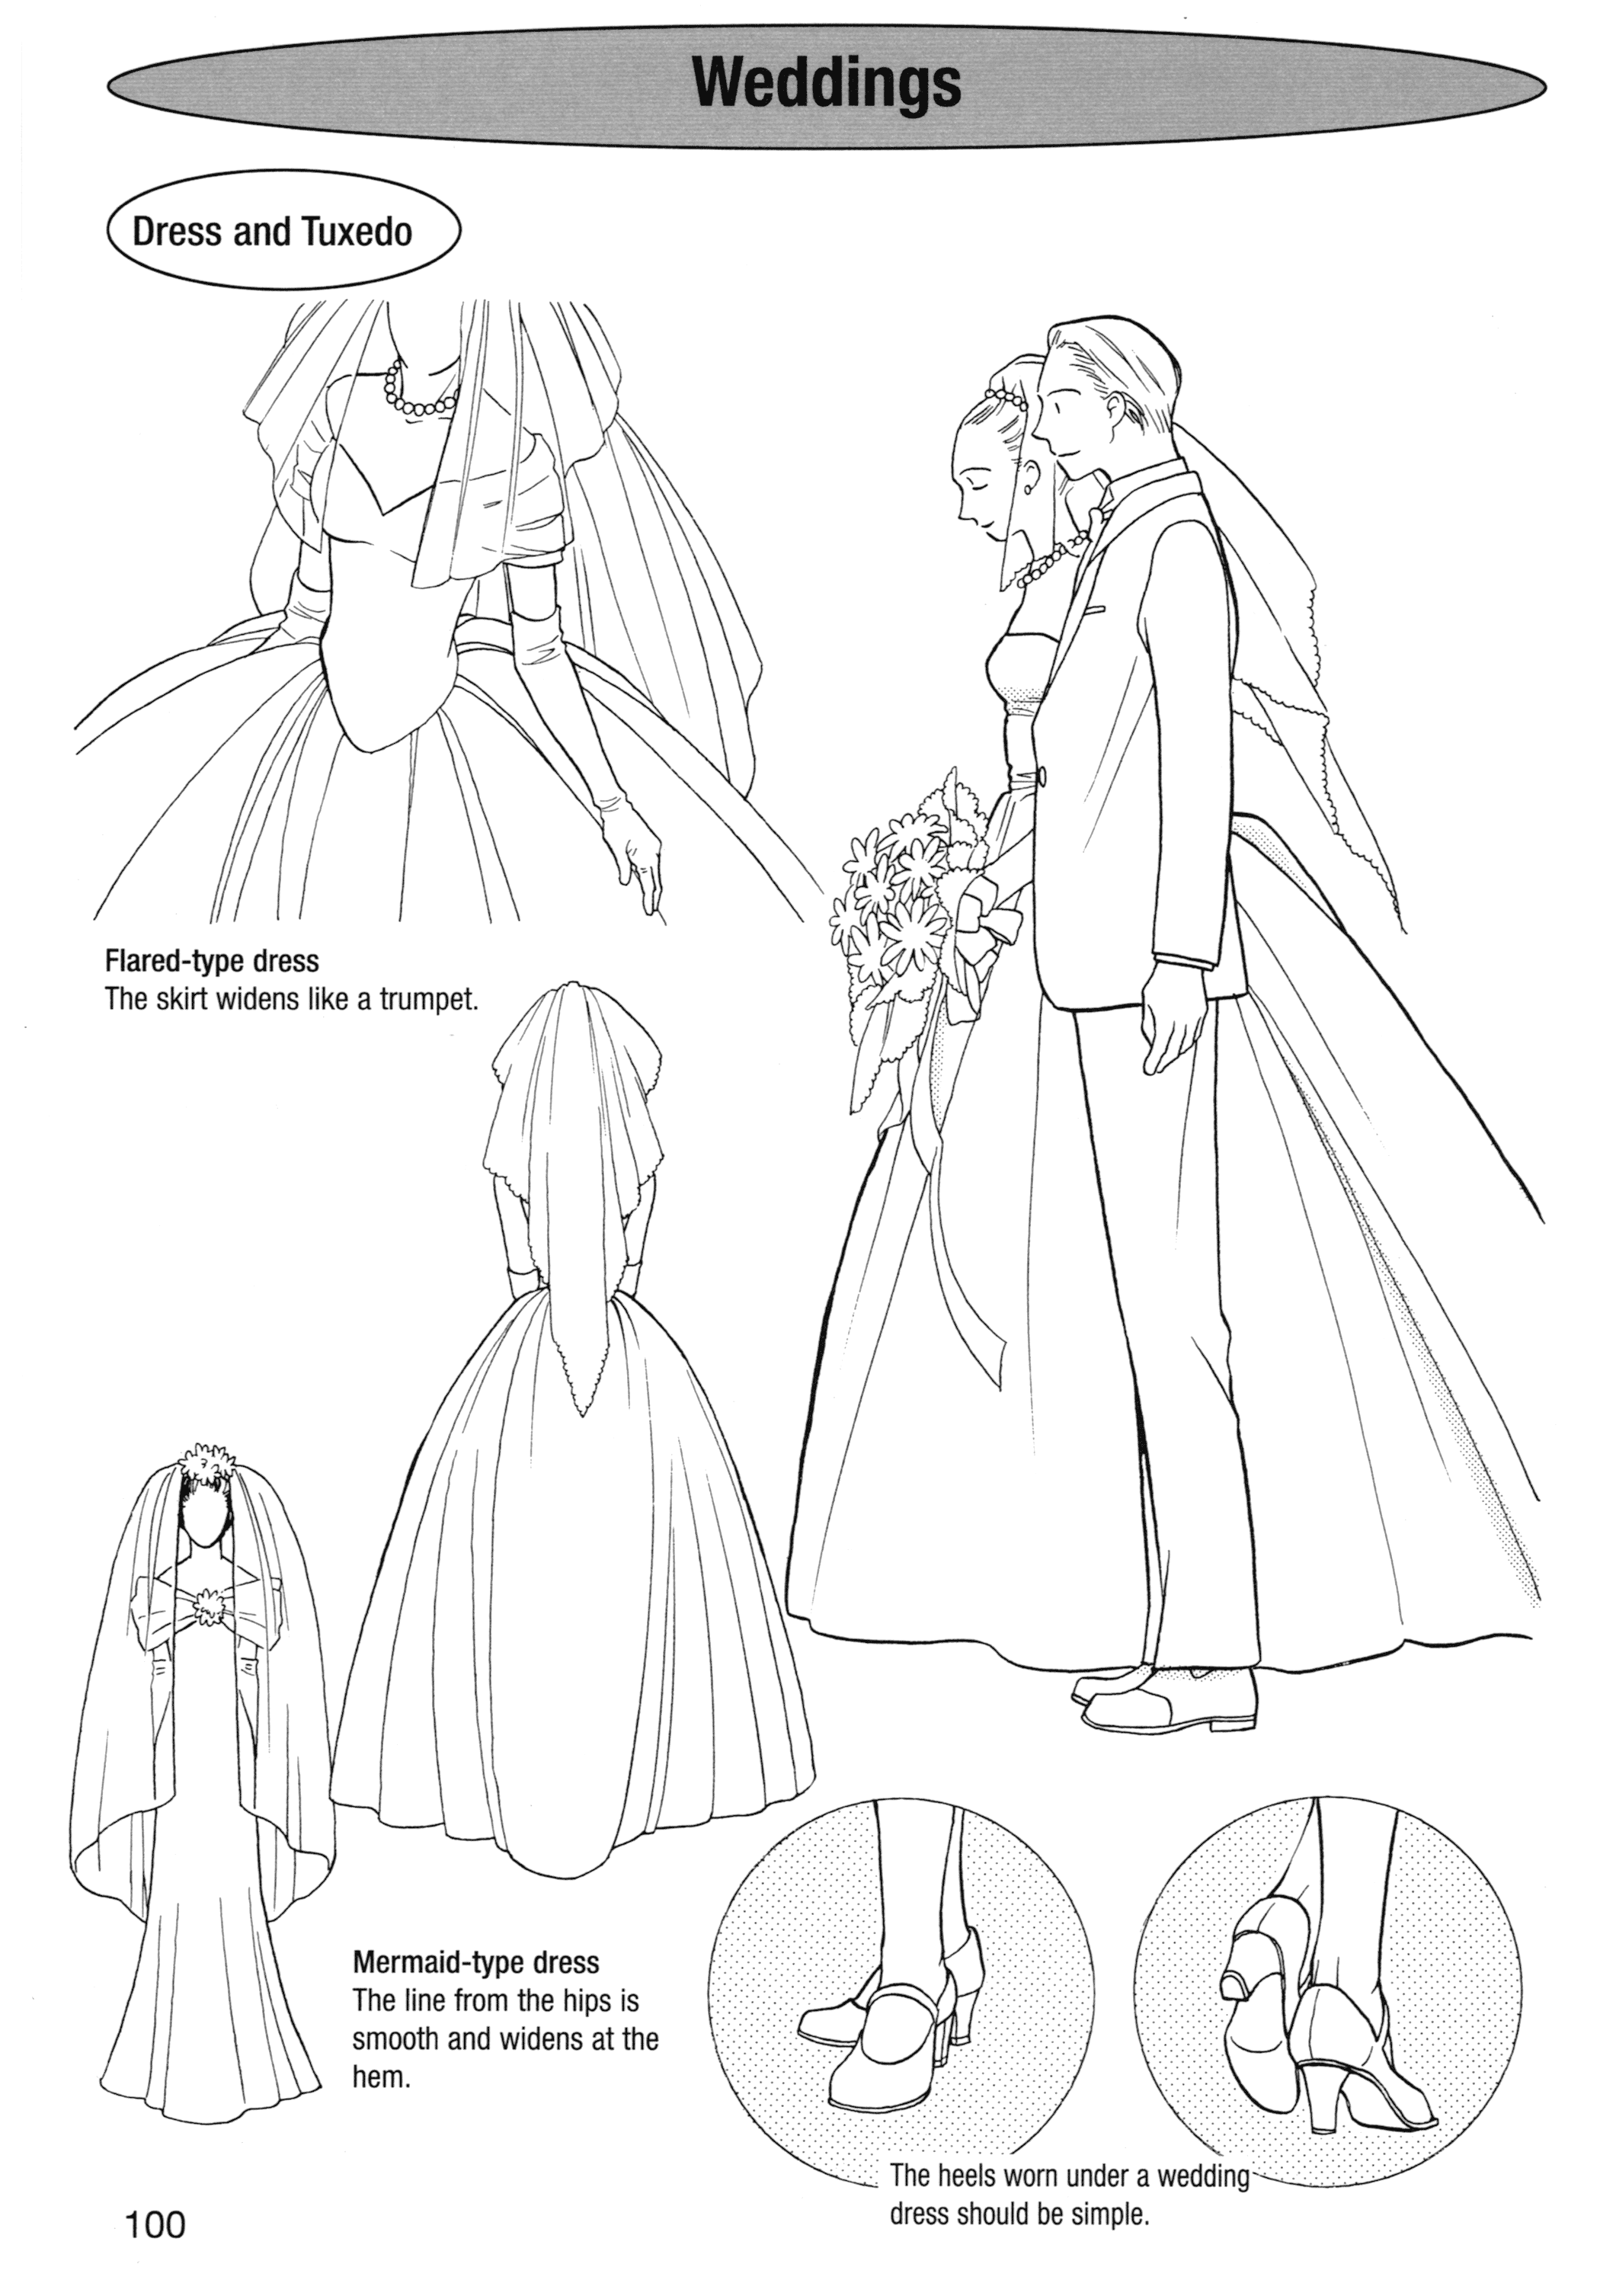 Weddings
Dress and Tuxedo
Flared-type dress
The skirt widens like a trumpet.
Mermaid-type dress
The line from the hips is
smooth and widens at the
hem.
The heels worn under a wedding
dress should be simple.
100